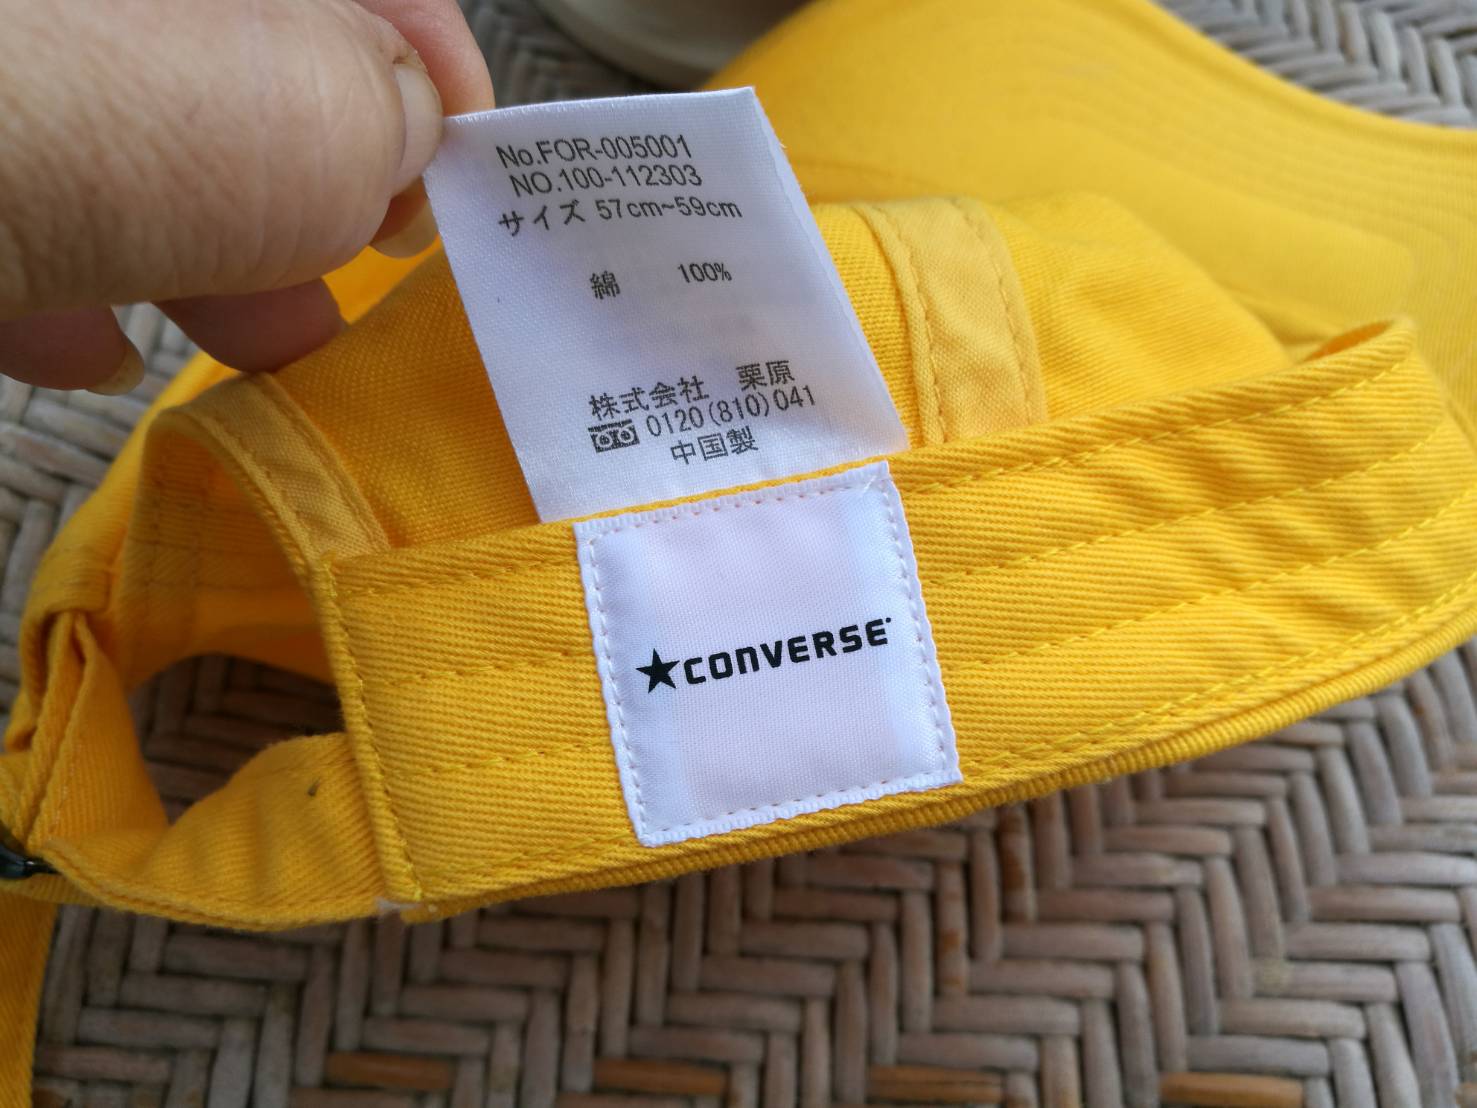 No.FOR-005001
NO.100-112303
サイズ 57cm~59cm
綿 100%
株式会社 栗原
0120(810)041
中国製
★CONVERSE